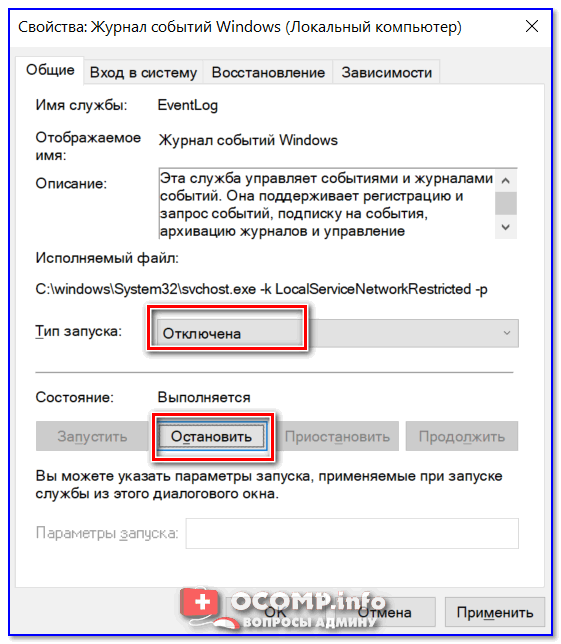 Свойства: Журнал событий Windows (Локальный компьютер)
Общие Вход в систему Восстановление Зависимости
Имя службы: EventLog
Отображаемое имя: Журнал событий Windows
Описание: Эта служба управляет событиями и журналами
событий. Она поддерживает регистрацию и
запрос событий, подписку на события,
архивацию журналов и управление
Исполняемый файл:
C:\windows\System32\svchost.exe -k LocalServiceNetworkRestricted -p
Тип запуска: Отключена
Состояние: Выполняется
Запустить Остановить Приостановить Продолжить
Вы можете указать параметры запуска, применяемые при запуске
службы из этого диалогового окна.
Параметры запуска:
OK Отмена Применить
OCOMP.info
ВОПРОСЫ АДМИНУ